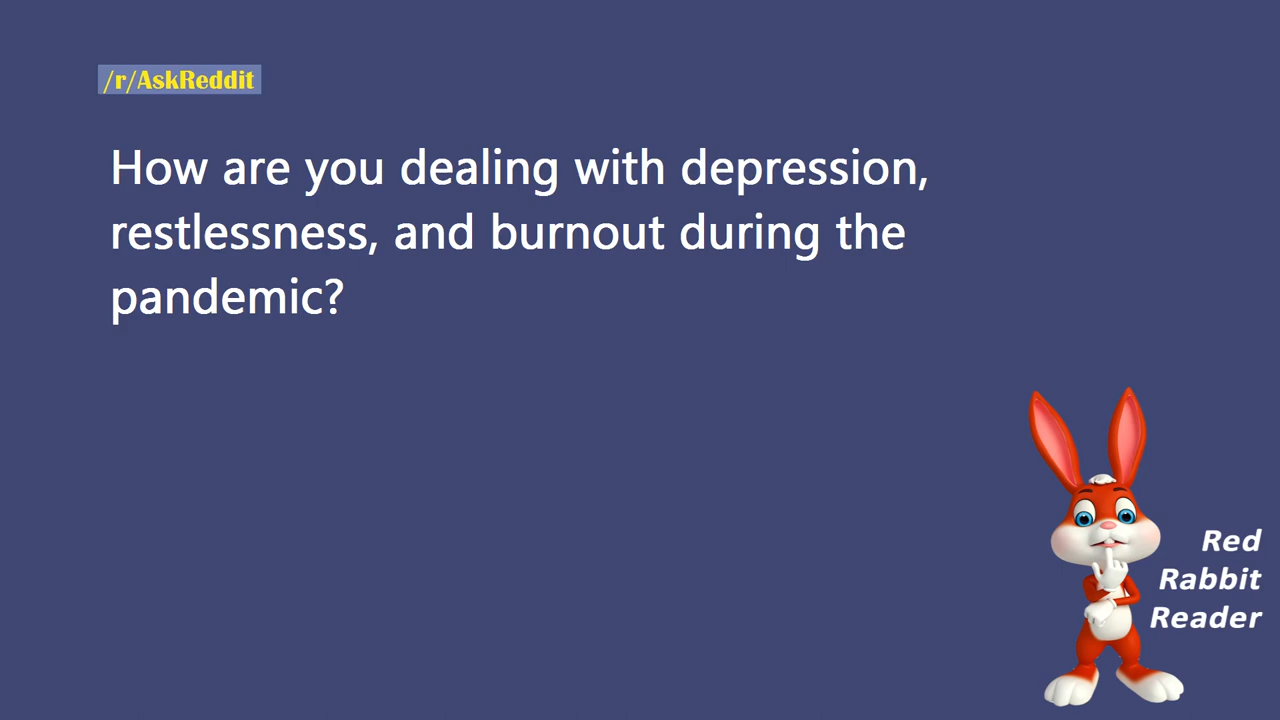 /r/AskReddit
How are you dealing with depression,
restlessness, and burnout during the
pandemic?
Red
Rabbit
Reader